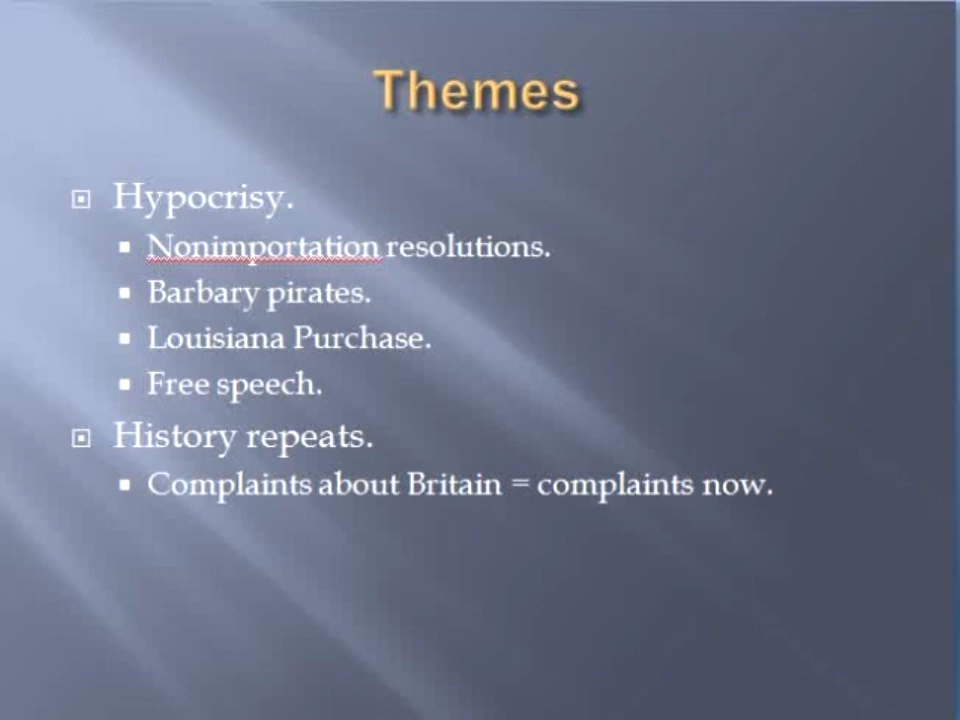 Themes
Hypocrisy.
Nonimportation resolutions.
Barbary pirates.
Louisiana Purchase.
Free speech.
History repeats.
Complaints about Britain = complaints now.